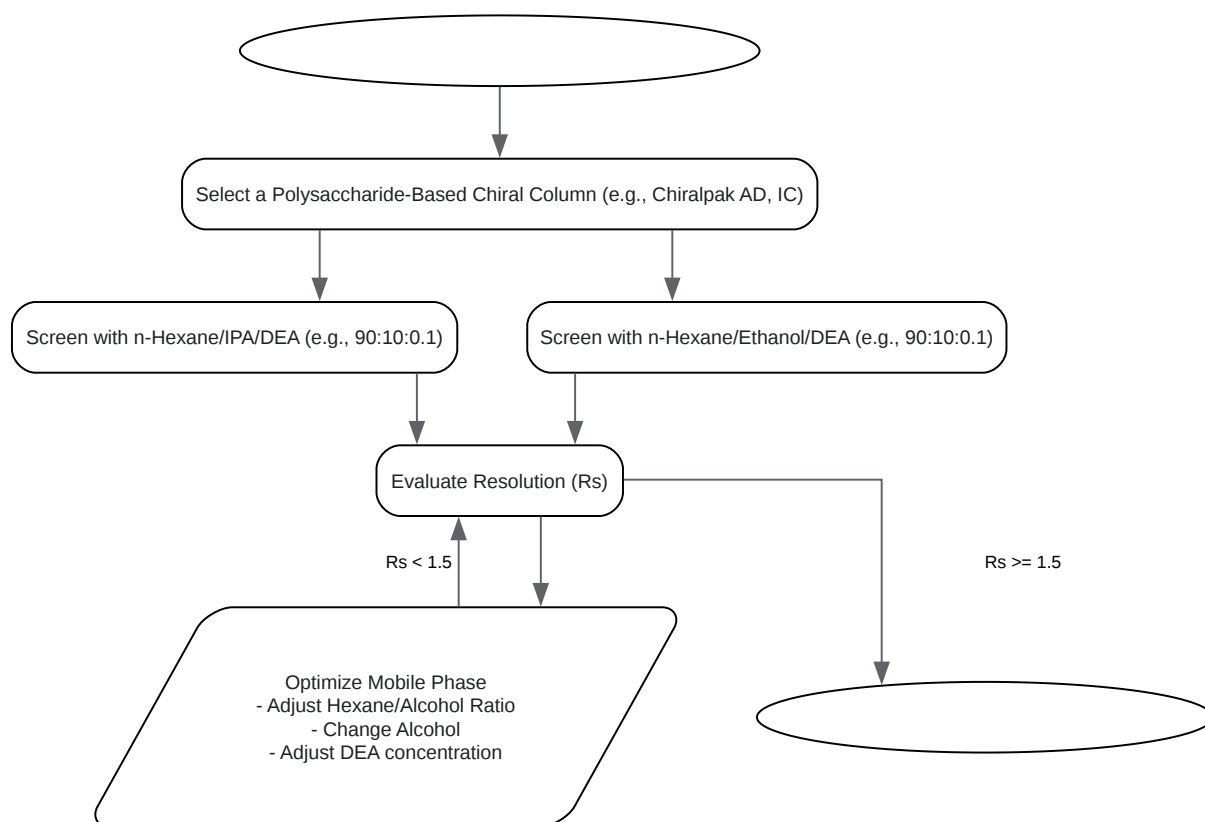 Select a Polysaccharide-Based Chiral Column (e.g., Chiralpak AD, IC)
Screen with n-Hexane/IPA/DEA (e.g., 90:10:0.1)
Screen with n-Hexane/Ethanol/DEA (e.g., 90:10:0.1)
Evaluate Resolution (Rs)
Rs < 1.5
Rs >= 1.5
Optimize Mobile Phase
- Adjust Hexane/Alcohol Ratio
- Change Alcohol
- Adjust DEA concentration